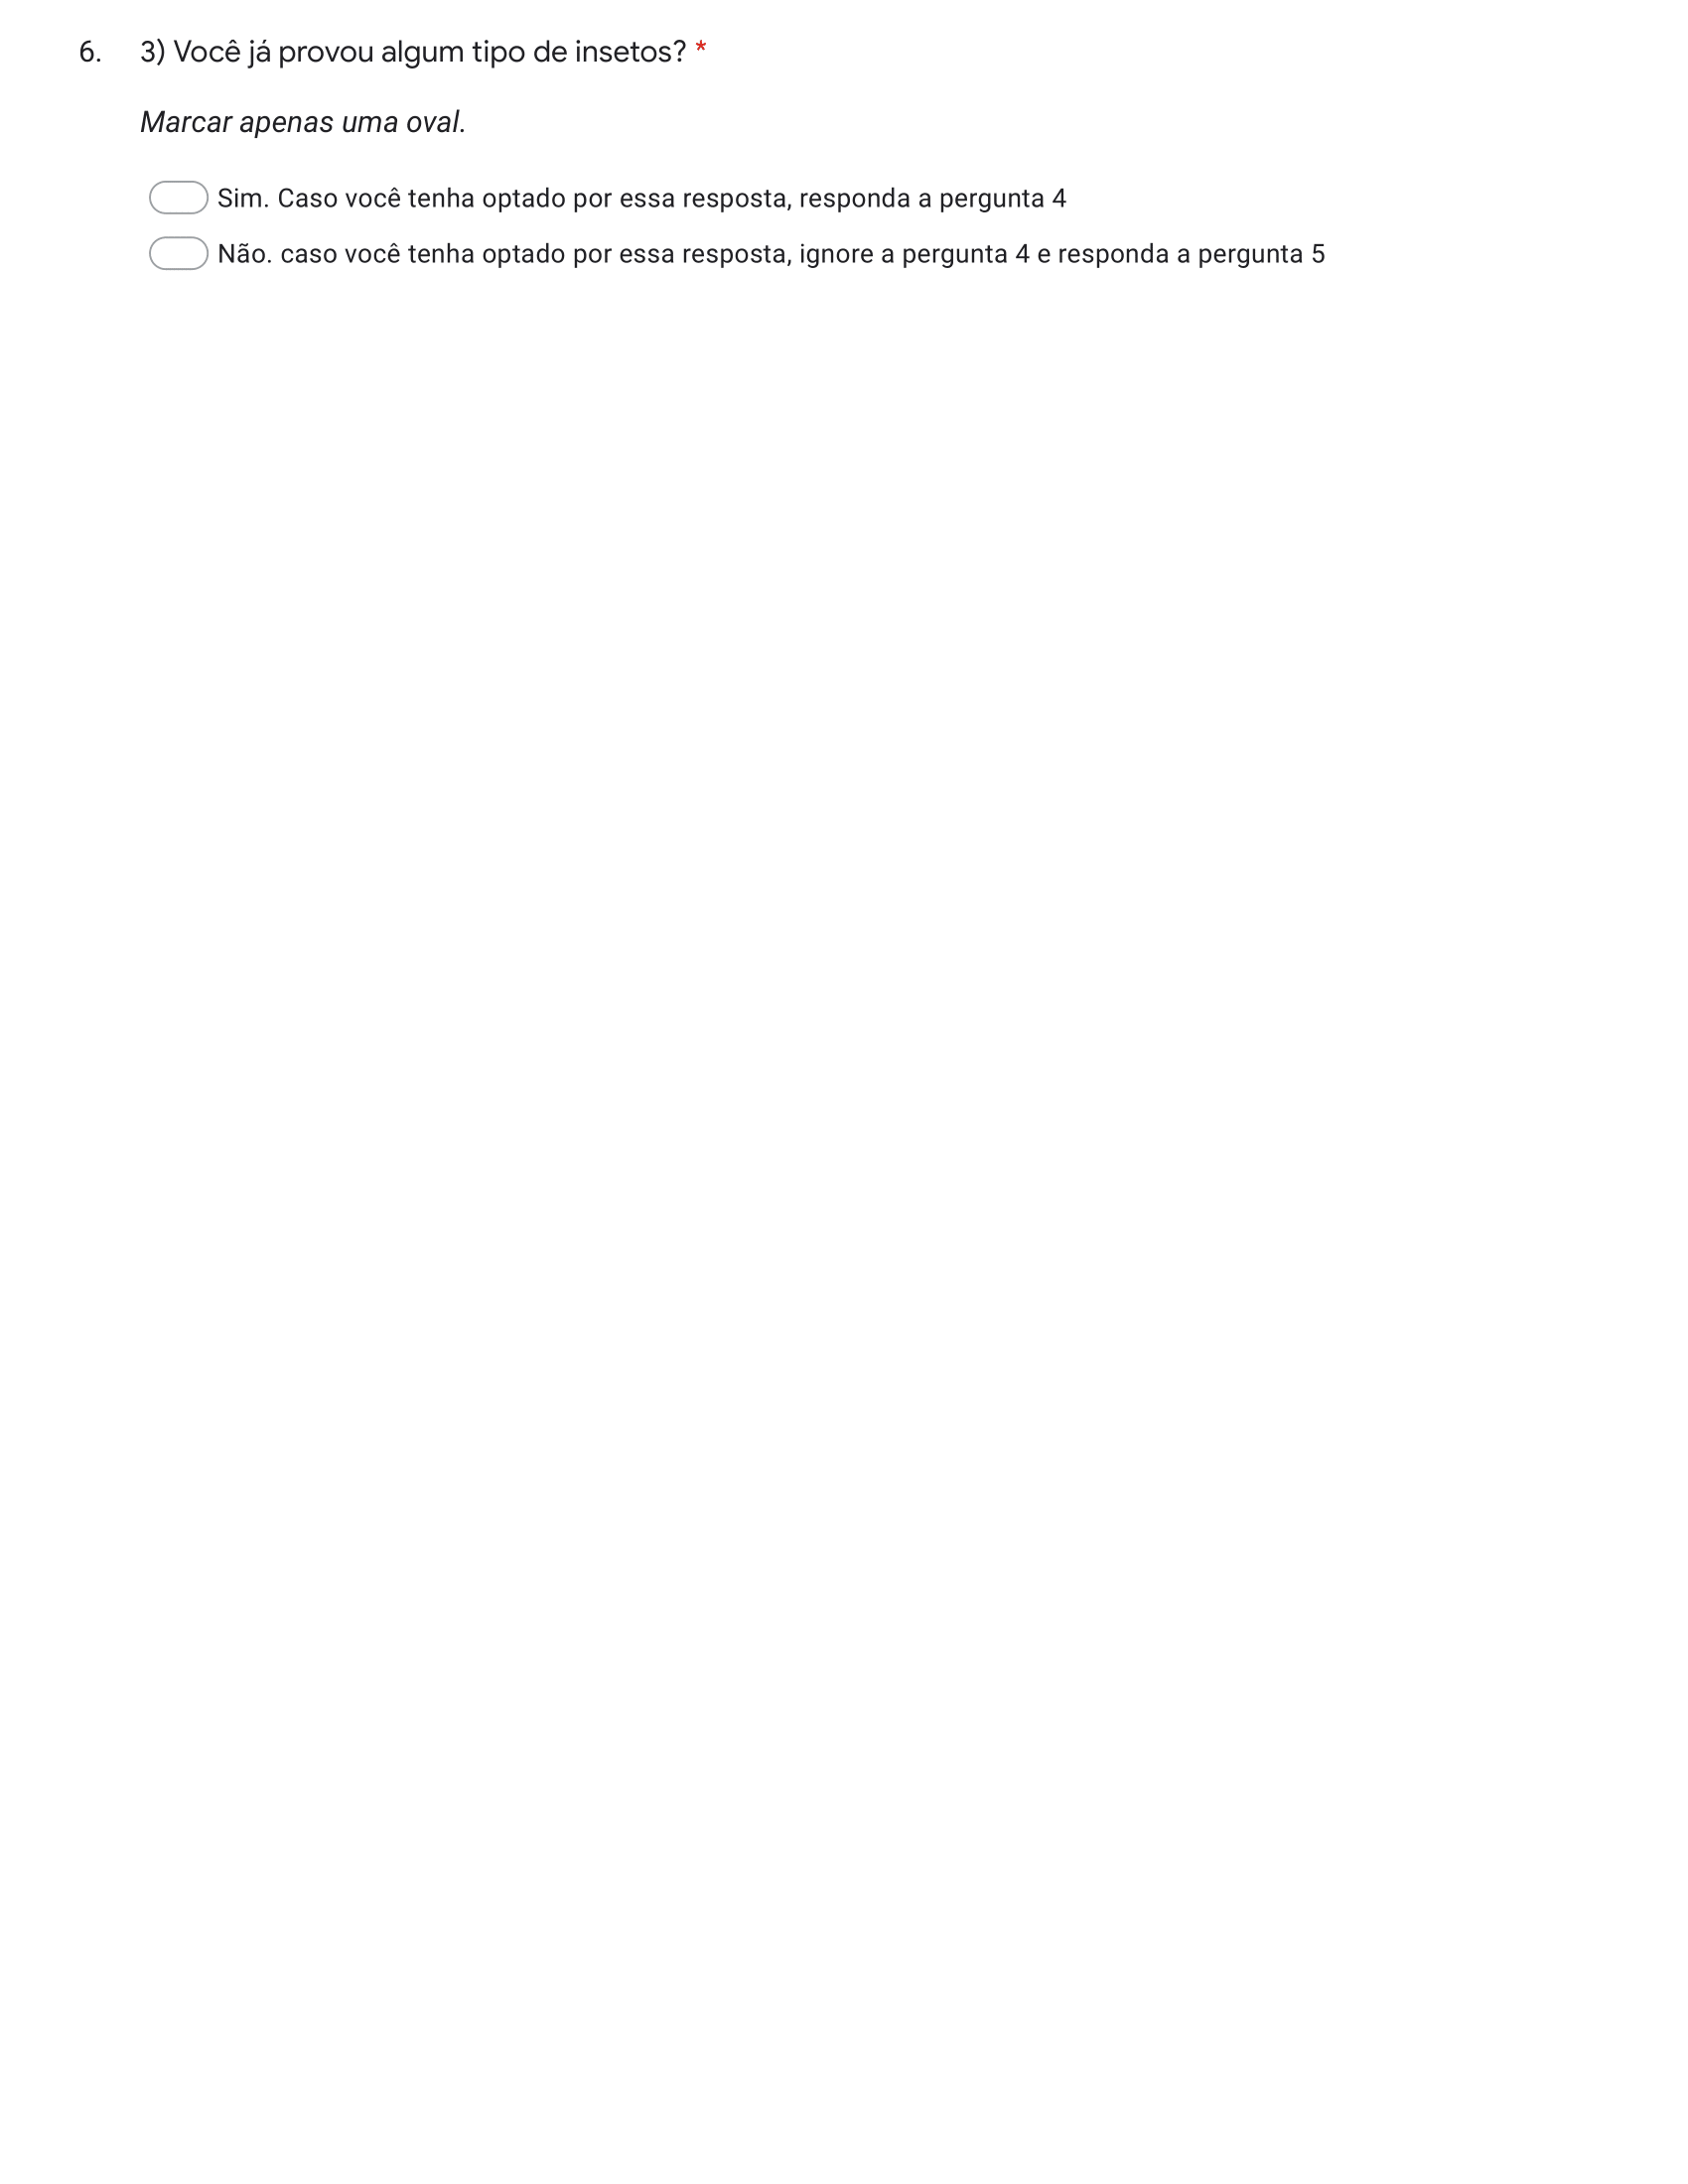 6. 3) Você já provou algum tipo de insetos? *
Marcar apenas uma oval.
Sim. Caso você tenha optado por essa resposta, responda a pergunta 4
Não. caso você tenha optado por essa resposta, ignore a pergunta 4 e responda a pergunta 5